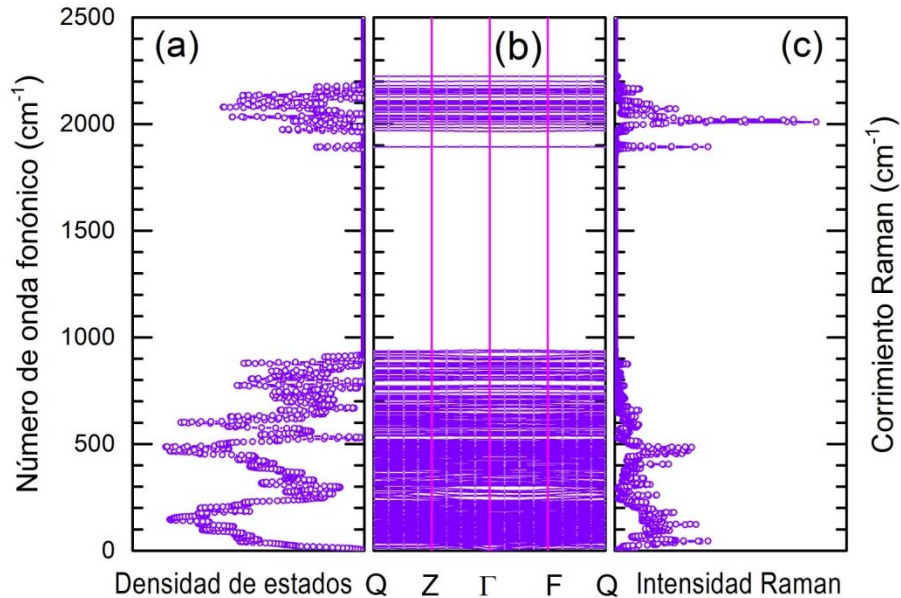 (a) (b) (c)
2500
2000
1500
1000
500
0
Número de onda fonónico (cm-1)
Corrimiento Raman (cm-1)
Densidad de estados Q Z Γ F Q Intensidad Raman